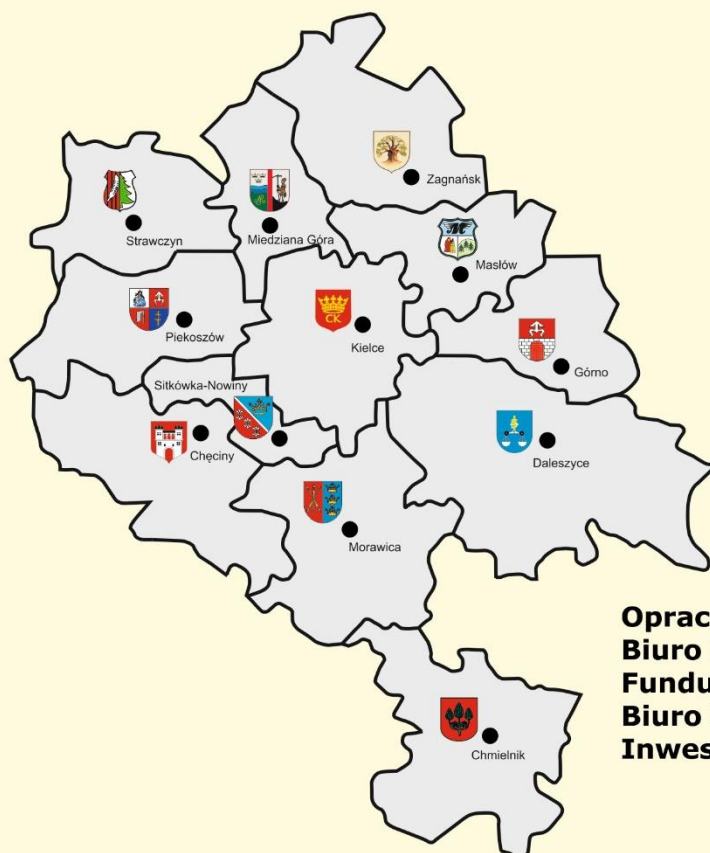 Zagnańsk
Strawczyn
Miedziana Góra
Masłów
CK
Piekoszów
Kielce
Górno
Sitkówka-Nowiny
Chęciny
Daleszyce
Morawica
Oprac
Biuro
Fundu
Biuro
Inwes
Chmielnik